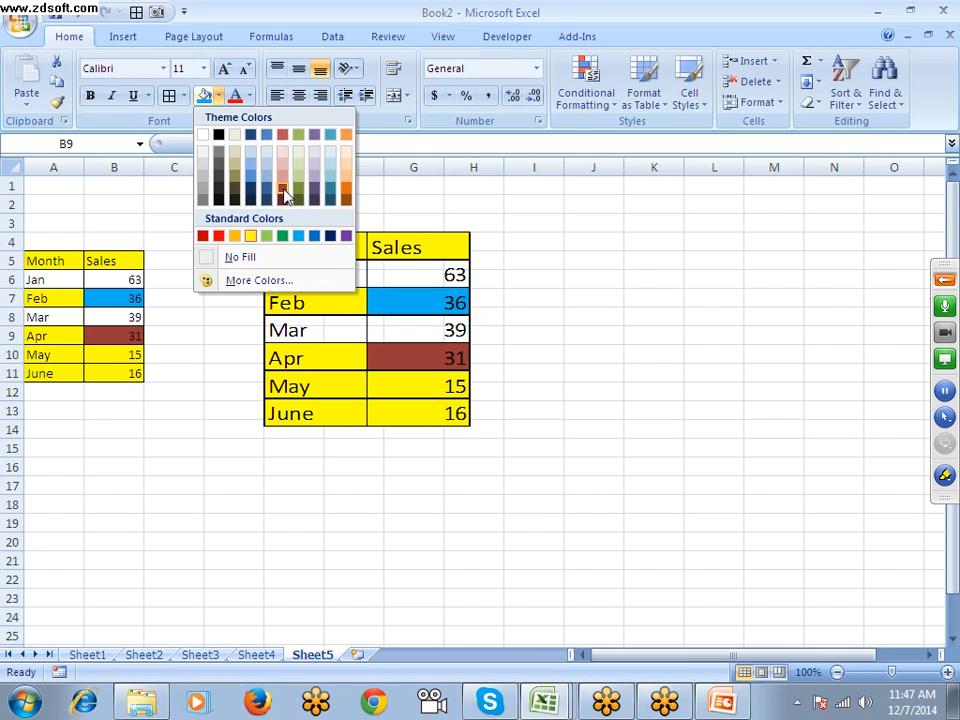 www.zdsoft.com
Book2 - Microsoft Excel
Home Insert Page Layout Formulas Data Review View Developer Add-Ins
Paste
Calibri 11
B I U
General
$ % ,
Conditional Formatting
Format as Table
Cell Styles
Insert
Delete
Format
Σ
Sort & Filter
Find & Select
Clipboard Font Number Styles Cells Editing
B9
Theme Colors
Standard Colors
No Fill
More Colors...
A B C G H I J K L M N O
1
2
3
4 Sales
5 Month Sales 63
6 Jan 63
7 Feb 36 Feb 36
8 Mar 39 Mar 39
9 Apr 31 Apr 31
10 May 15 May 15
11 June 16 June 16
12
13
14
15
16
17
18
19
20
21
22
23
24
25
Sheet1 Sheet2 Sheet3 Sheet4 Sheet5
Ready 100%
11:47 AM
12/7/2014